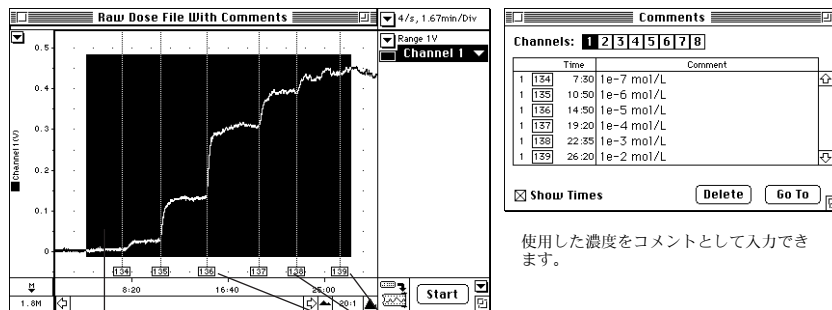 Raw Dose File With Comments
4/s, 1.67min/Div
Range 1V
Channel 1
0.5
0.4
0.3
0.2
0.1
0
Channel 1 (V)
134 135 136 137 138 139
8:20 16:40 25:00
M
1.8M
20:1
Start
Comments
Channels: 1 2 3 4 5 6 7 8
Time Comment
1 134 7:30 1e-7 mol/L
1 135 10:50 1e-6 mol/L
1 136 14:50 1e-5 mol/L
1 137 19:20 1e-4 mol/L
1 138 22:35 1e-3 mol/L
1 139 26:20 1e-2 mol/L
Show Times
Delete
Go To
使用した濃度をコメントとして入力でき
ます。